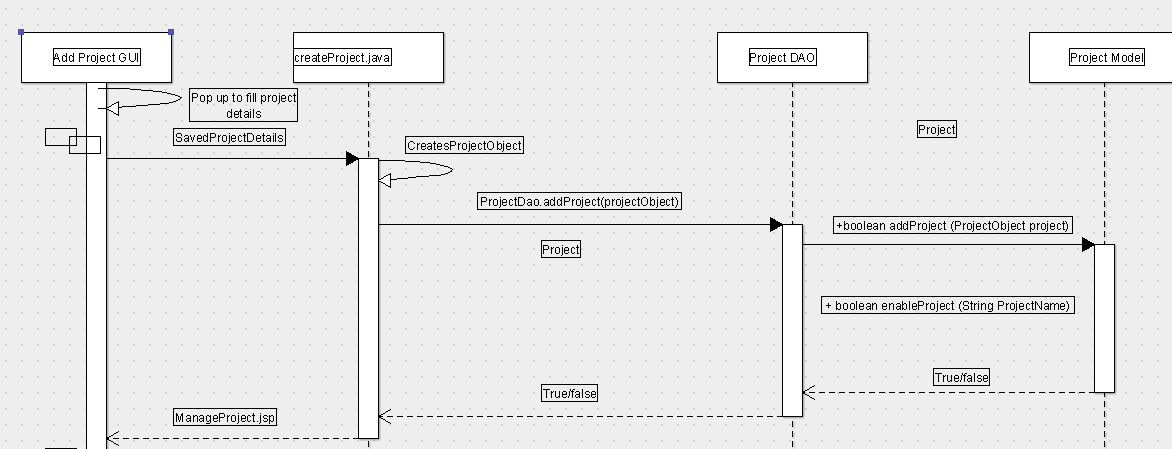 Add Project GUI
createProject.java
Project DAO
Project Model
Pop up to fill project
details
Project
SavedProjectDetails
CreatesProjectObject
ProjectDao.addProject(projectObject)
+boolean addProject (ProjectObject project)
Project
+ boolean enableProject (String ProjectName)
True/false
True/false
ManageProject.jsp